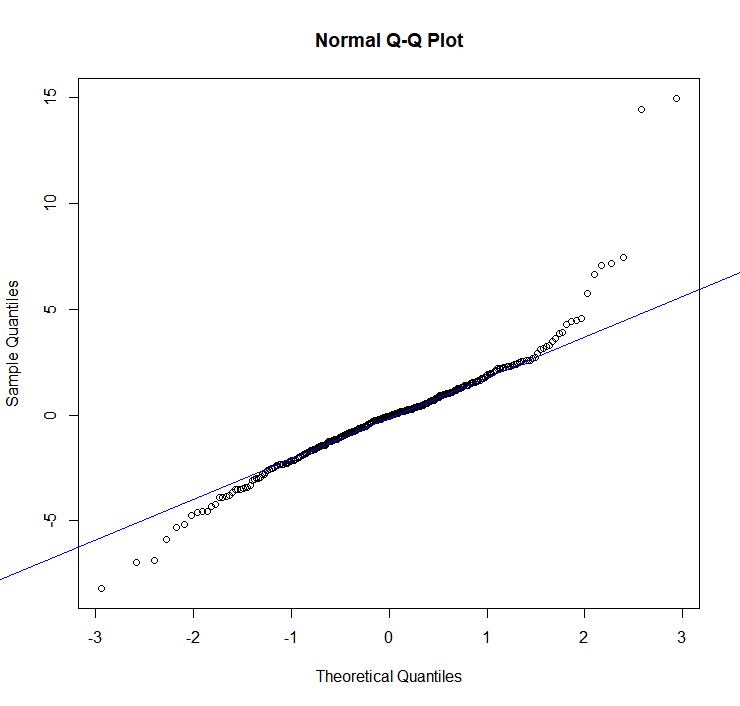 Normal Q-Q Plot
15
10
5
0
-5
Sample Quantiles
-3 -2 -1 0 1 2 3
Theoretical Quantiles